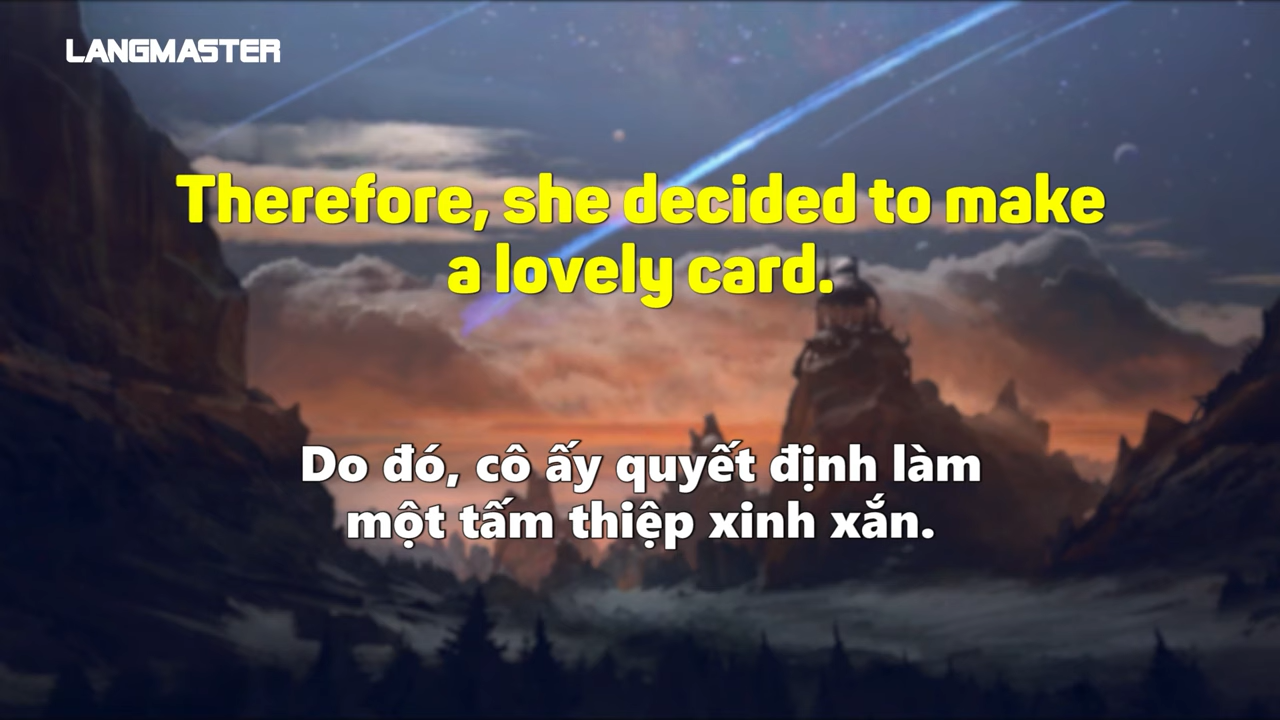 LANGMASTER
Therefore, she decided to make
a lovely card.
Do đó, cô ấy quyết định làm
một tấm thiệp xinh xắn.